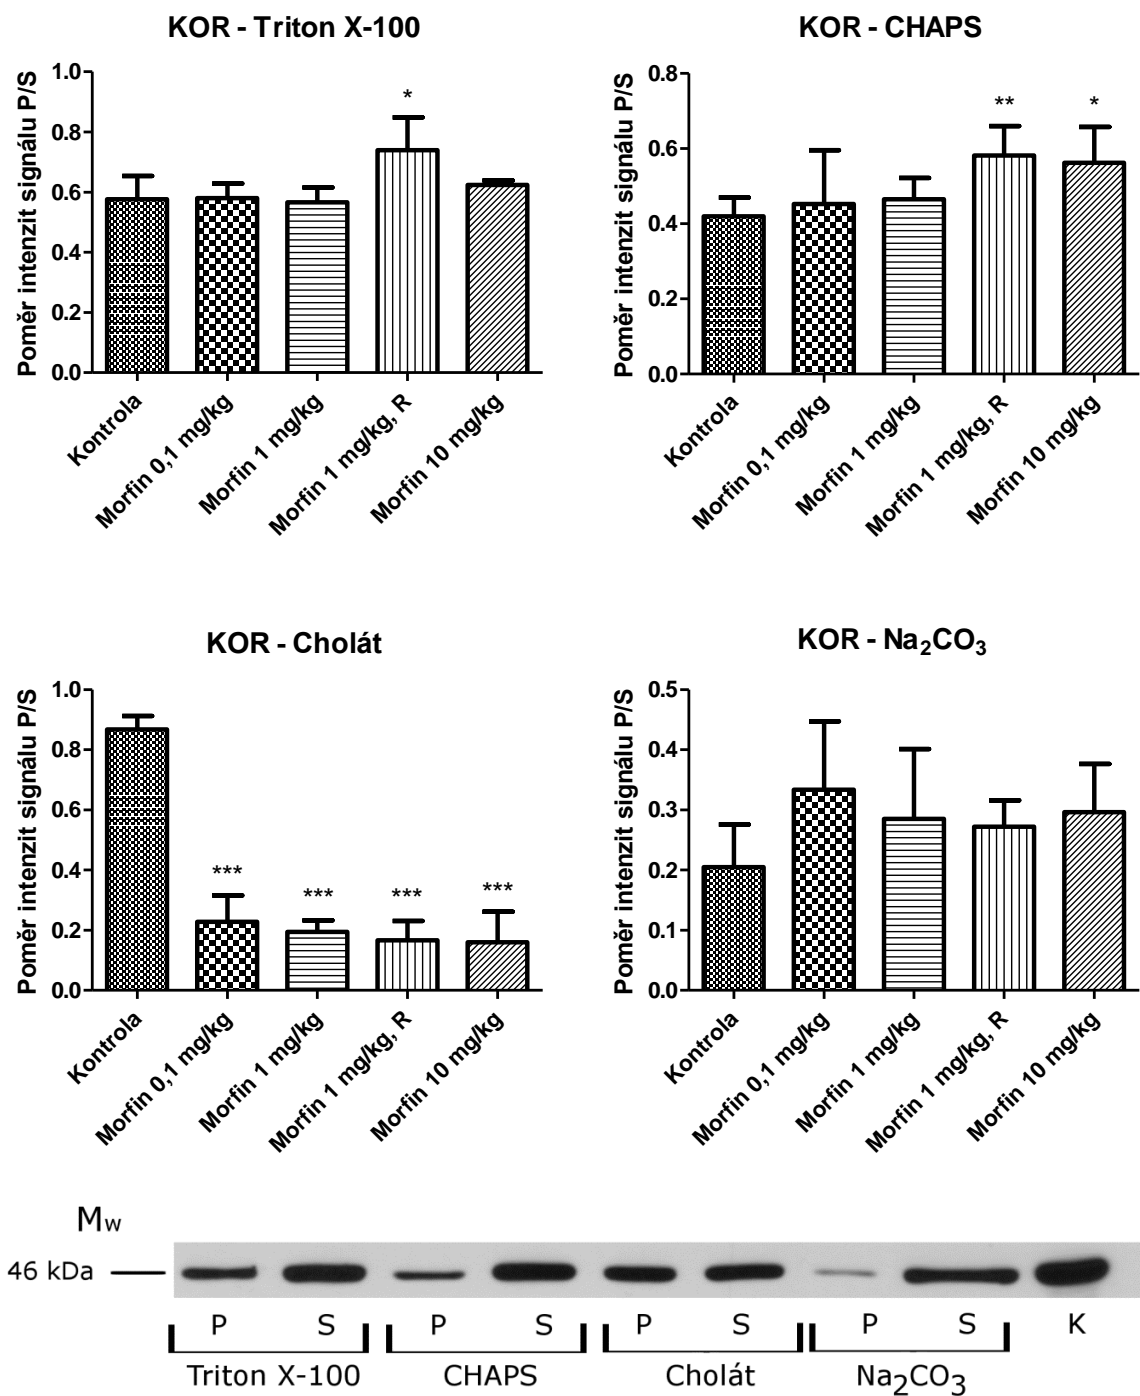 KOR - Triton X-100
Poměr intenzit signálu P/S
1.0
0.8
0.6
0.4
0.2
0.0
*
Kontrola
Morfin 0,1 mg/kg
Morfin 1 mg/kg
Morfin 1 mg/kg, R
Morfin 10 mg/kg
KOR - CHAPS
Poměr intenzit signálu P/S
0.8
0.6
0.4
0.2
0.0
**
*
Kontrola
Morfin 0,1 mg/kg
Morfin 1 mg/kg
Morfin 1 mg/kg, R
Morfin 10 mg/kg
KOR - Cholát
Poměr intenzit signálu P/S
1.0
0.8
0.6
0.4
0.2
0.0
***
***
***
***
Kontrola
Morfin 0,1 mg/kg
Morfin 1 mg/kg
Morfin 1 mg/kg, R
Morfin 10 mg/kg
KOR - Na₂CO₃
Poměr intenzit signálu P/S
0.5
0.4
0.3
0.2
0.1
0.0
Kontrola
Morfin 0,1 mg/kg
Morfin 1 mg/kg
Morfin 1 mg/kg, R
Morfin 10 mg/kg
Mw
46 kDa
P S P S P S P S K
Triton X-100 CHAPS Cholát Na₂CO₃